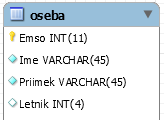 oseba
Emso INT(11)
Ime VARCHAR(45)
Priimek VARCHAR(45)
Letnik INT(4)